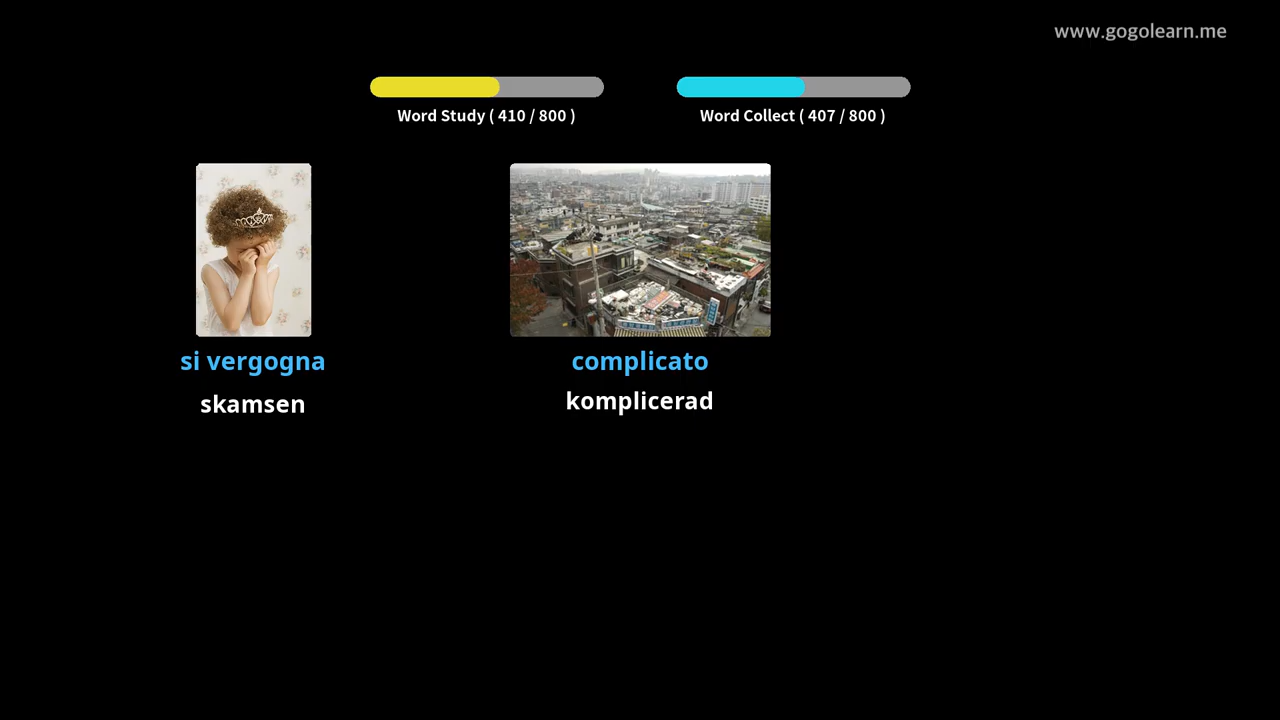 www.gogolearn.me
Word Study ( 410 / 800 )
Word Collect ( 407 / 800 )
si vergogna
skamsen
complicato
komplicerad